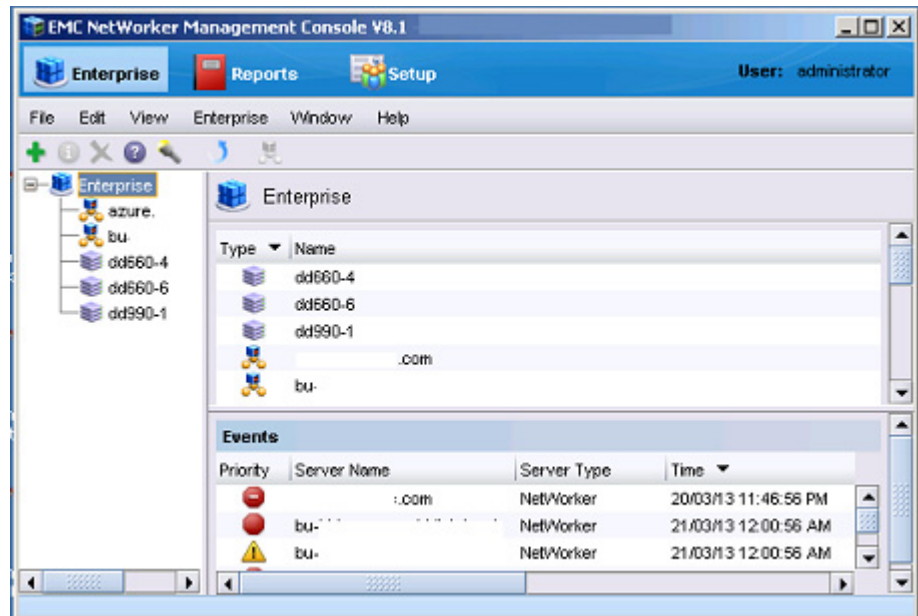 EMC NetWorker Management Console V8.1
Enterprise Reports Setup User: administrator
File Edit View Enterprise Window Help
Enterprise
azure.
bu-
dd660-4
dd660-6
dd990-1
Enterprise
Type Name
dd660-4
dd660-6
dd990-1
.com
bu-
Events
Priority Server Name Server Type Time
.com NetWorker 20/03/13 11:46:56 PM
bu- NetWorker 21/03/13 12:00:56 AM
bu- NetWorker 21/03/13 12:00:56 AM